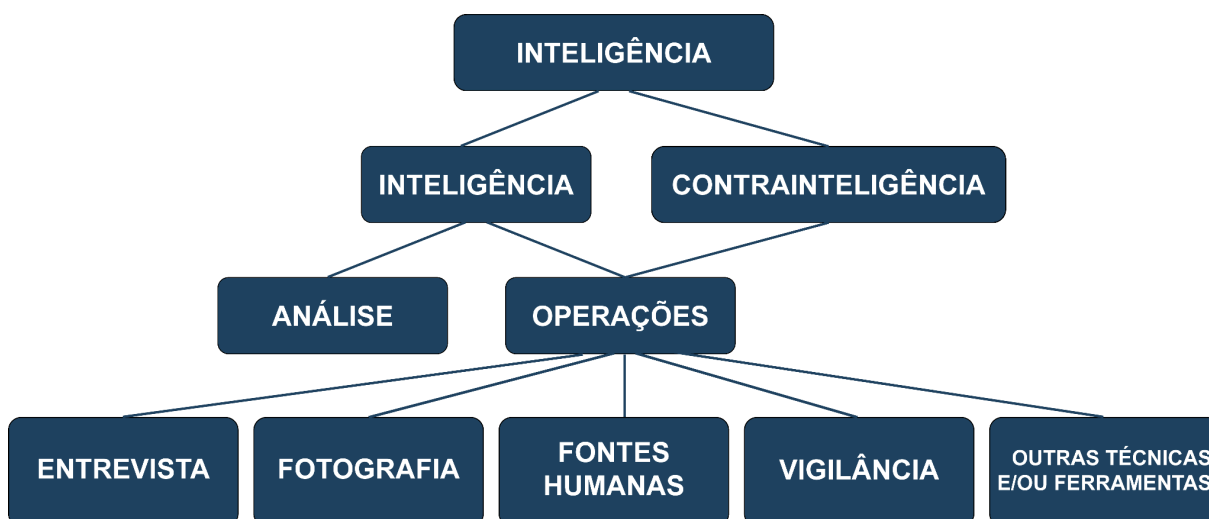 INTELIGÊNCIA
INTELIGÊNCIA
CONTRAINTELIGÊNCIA
ANÁLISE
OPERAÇÕES
ENTREVISTA
FOTOGRAFIA
FONTES
HUMANAS
VIGILÂNCIA
OUTRAS TÉCNICAS
E/OU FERRAMENTAS